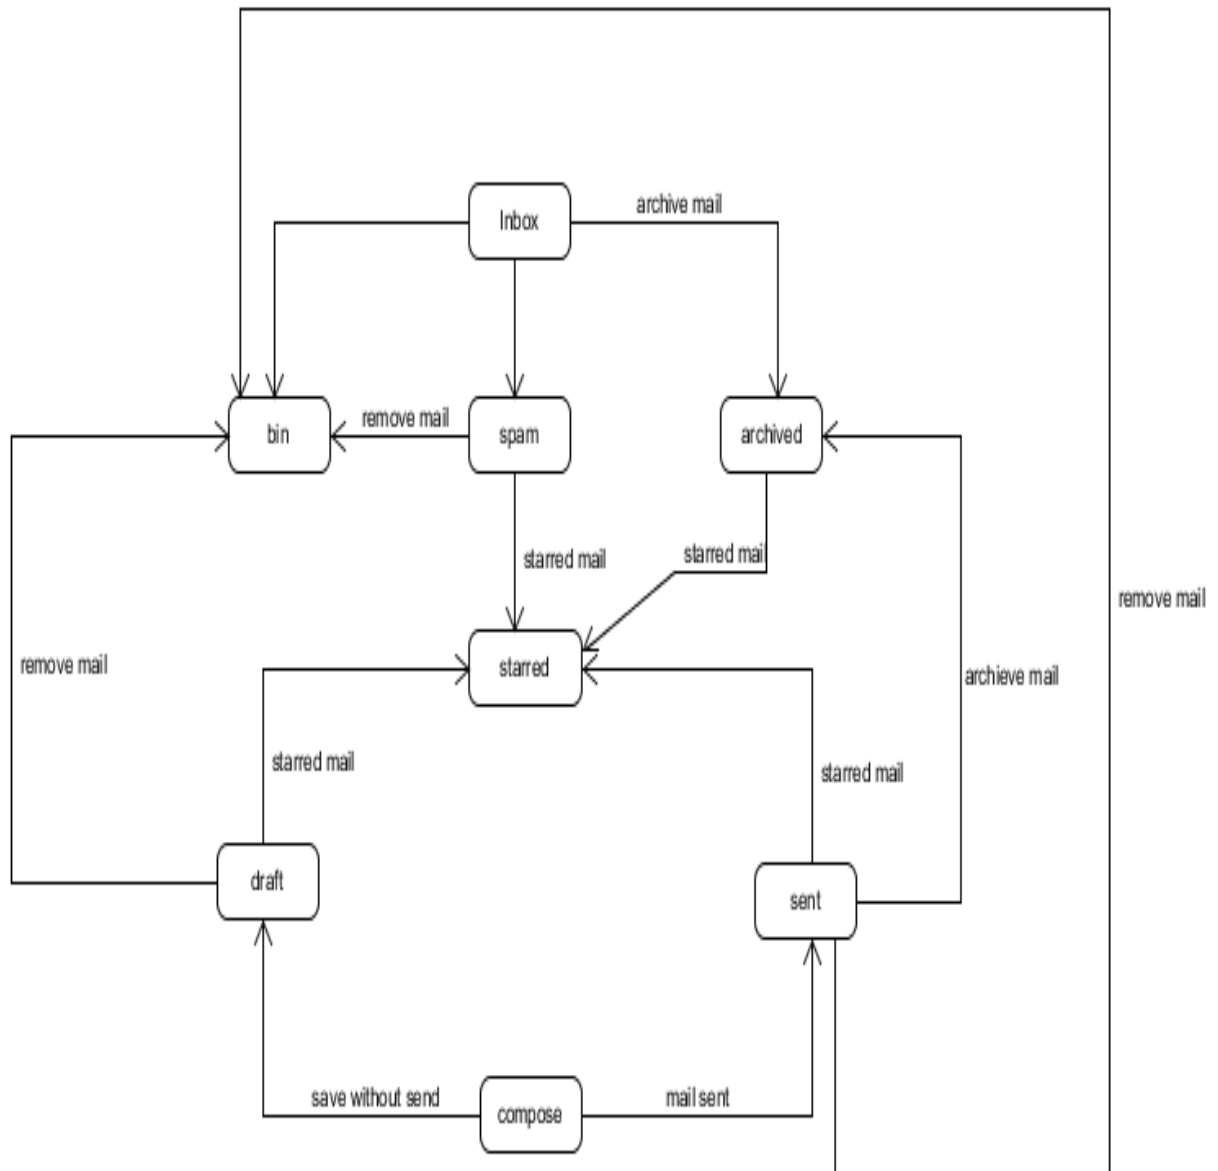 Inbox
archive mail
bin
remove mail
spam
archived
starred mail
starred mail
remove mail
remove mail
starred
archieve mail
starred mail
starred mail
draft
sent
save without send
compose
mail sent